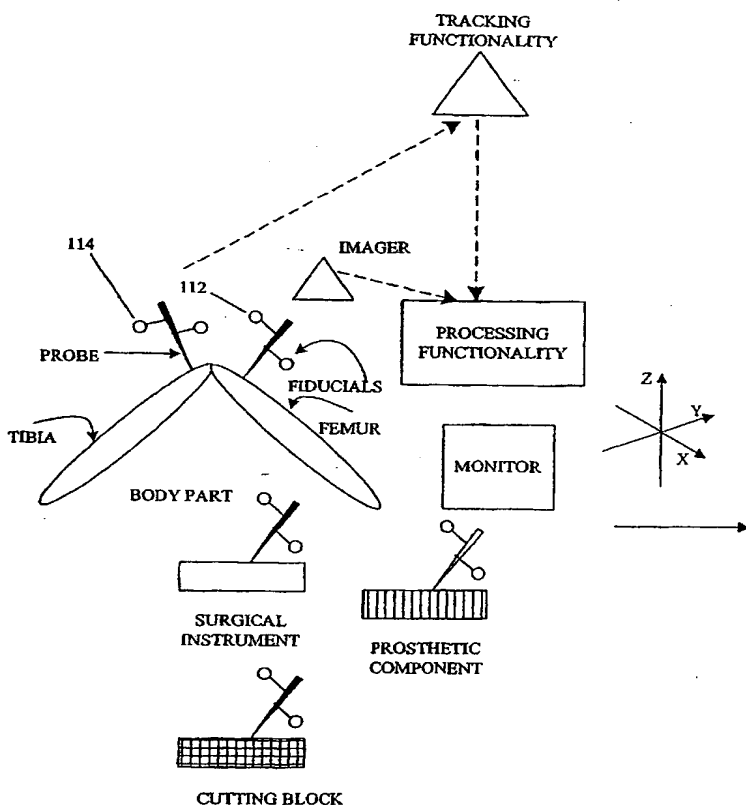 TRACKING
FUNCTIONALITY
114
IMAGER
112
PROCESSING
FUNCTIONALITY
PROBE
FIDUCIALS
Z
Y
X
TIBIA
FEMUR
MONITOR
BODY PART
SURGICAL
INSTRUMENT
PROSTHETIC
COMPONENT
CUTTING BLOCK